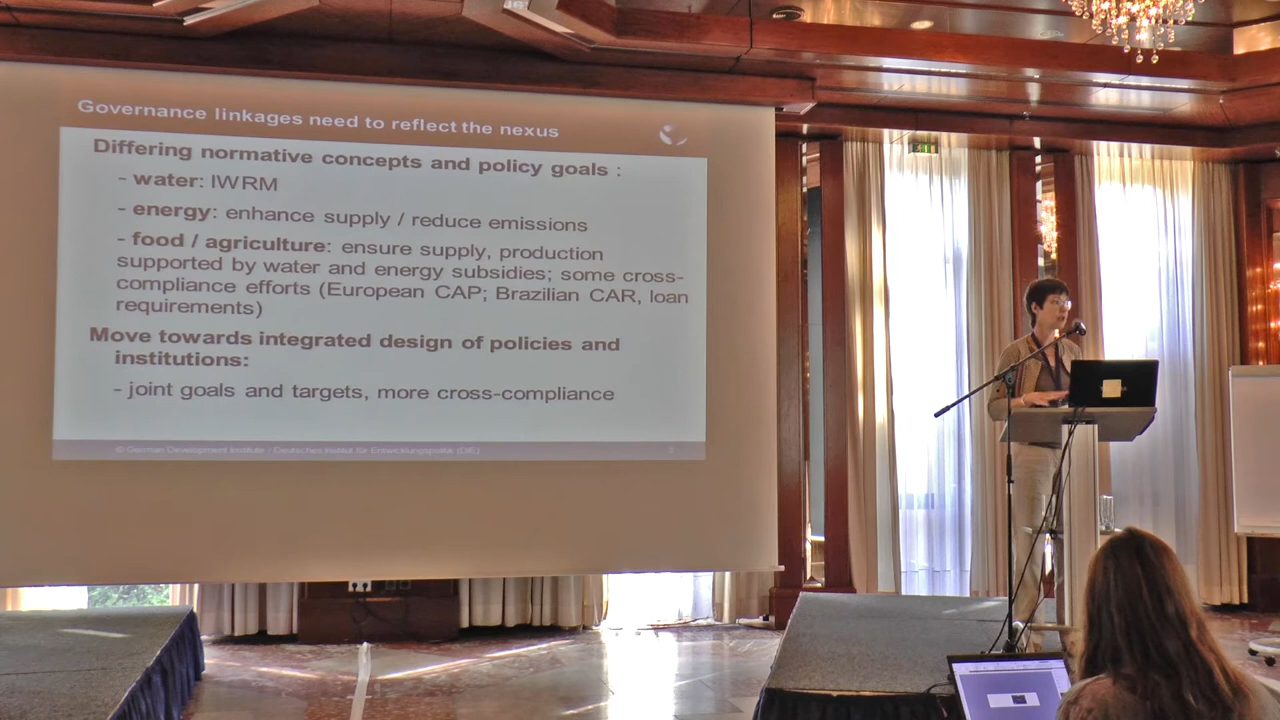 Governance linkages need to reflect the nexus
Differing normative concepts and policy goals :
- water: IWRM
- energy: enhance supply / reduce emissions
- food / agriculture: ensure supply, production
supported by water and energy subsidies; some cross-
compliance efforts (European CAP; Brazilian CAR, loan
requirements)
Move towards integrated design of policies and
institutions:
- joint goals and targets, more cross-compliance
© German Development Institute / Deutsches Institut für Entwicklungspolitik (DIE)